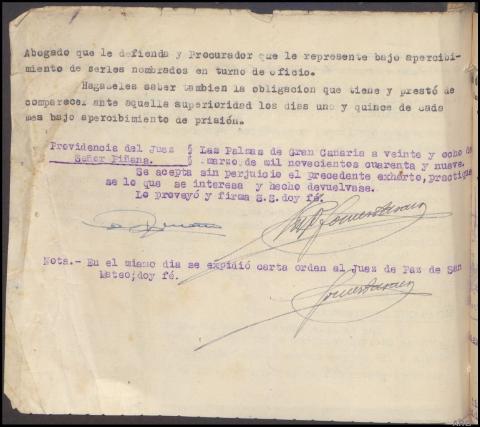 Abogado que le defienda y Procurador que le represente bajo apercibi-
miento de serles nombrados en turno de oficio.
Hagaseles saber tambien la obligacion que tiene y prestó de
comparecer ante aquella superioridad los dias uno y quince de cada
mes bajo apercibimiento de prisión.
Providencia del Juez § Las Palmas de Gran Canaria a veinte y ocho de
Señor Piñana. § marzo, de mil novecientos cuarenta y nueve.
Se acepta sin perjuicio el precedente exhorto, practique
se lo que se interesa y hecho devuelvase.
Lo proveyó y firma S.S. doy fé.
Nota.- En el mismo dia se expidió carta orden al Juez de Paz de San
Mateo; doy fé.